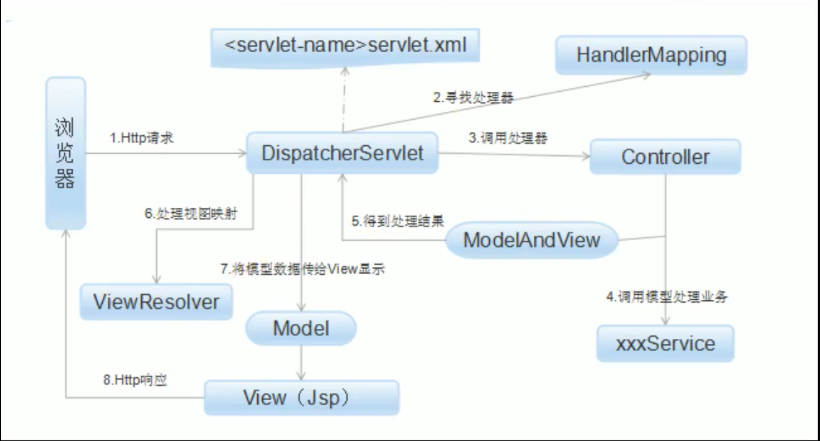 <servlet-name>servlet.xml
HandlerMapping
2.寻找处理器
浏览器
1.Http请求
DispatcherServlet
3.调用处理器
Controller
6.处理视图映射
5.得到处理结果
ModelAndView
7.将模型数据传给View显示
ViewResolver
4.调用模型处理业务
Model
xxxService
8.Http响应
View（Jsp）